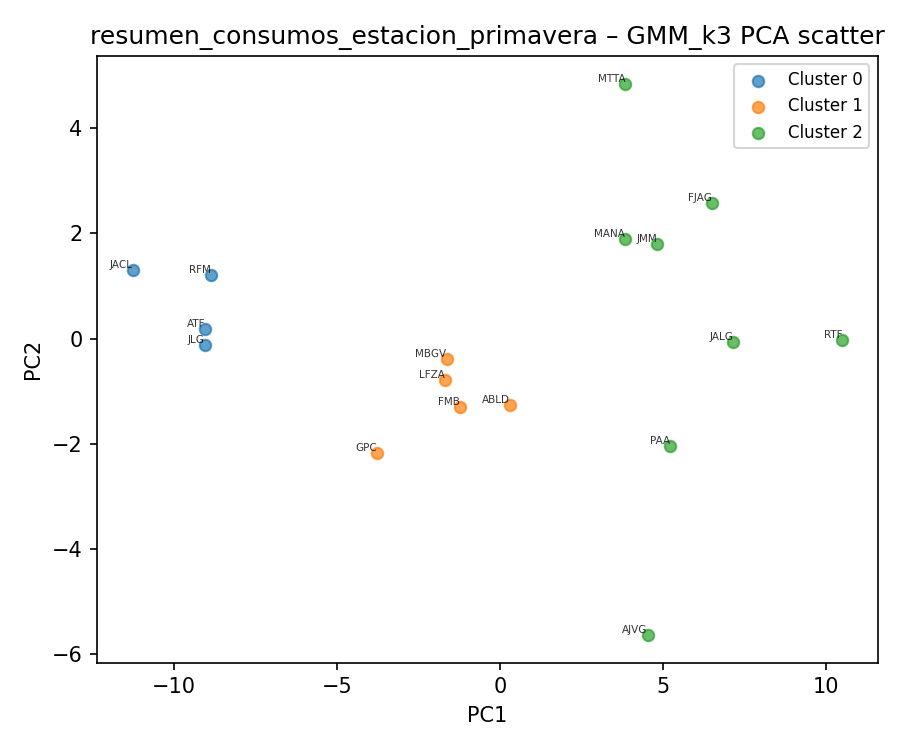 resumen_consumos_estacion_primavera – GMM_k3 PCA scatter
Cluster 0
Cluster 1
Cluster 2
MTTA
FJAG
MANA
JMM
JACL
RFM
ATF
JLG
JALG
RTF
MBGV
LFZA
FMB
ABLD
GPC
PAA
AJVG
4
2
0
−2
−4
−6
PC2
−10
−5
0
5
10
PC1